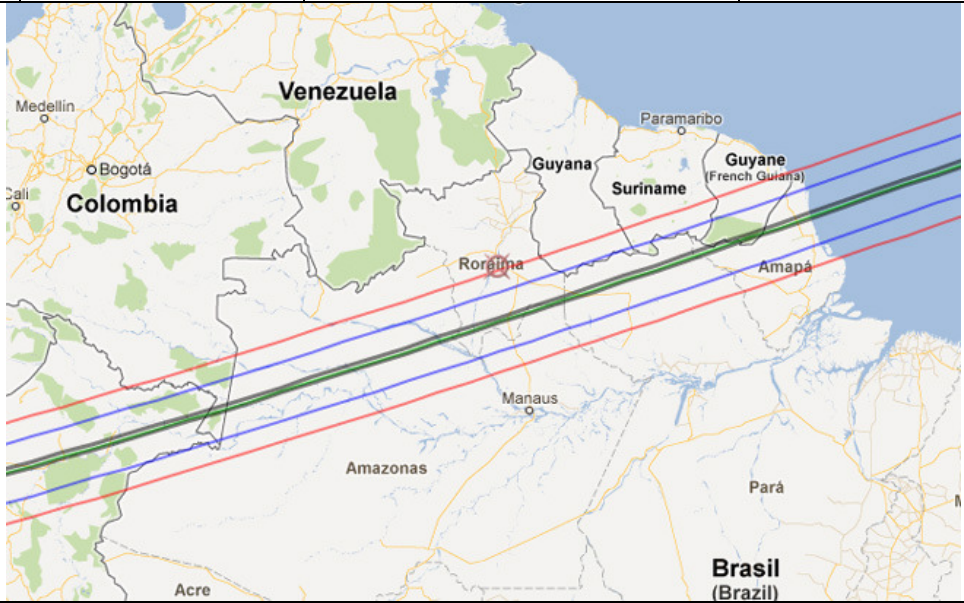 Venezuela
Medellín
Paramaribo
Guyana
Guyane
(French Guiana)
Bogotá
Suriname
Cali
Colombia
Roraima
Amapá
Manaus
Amazonas
Pará
M
Brasil
(Brazil)
Acre